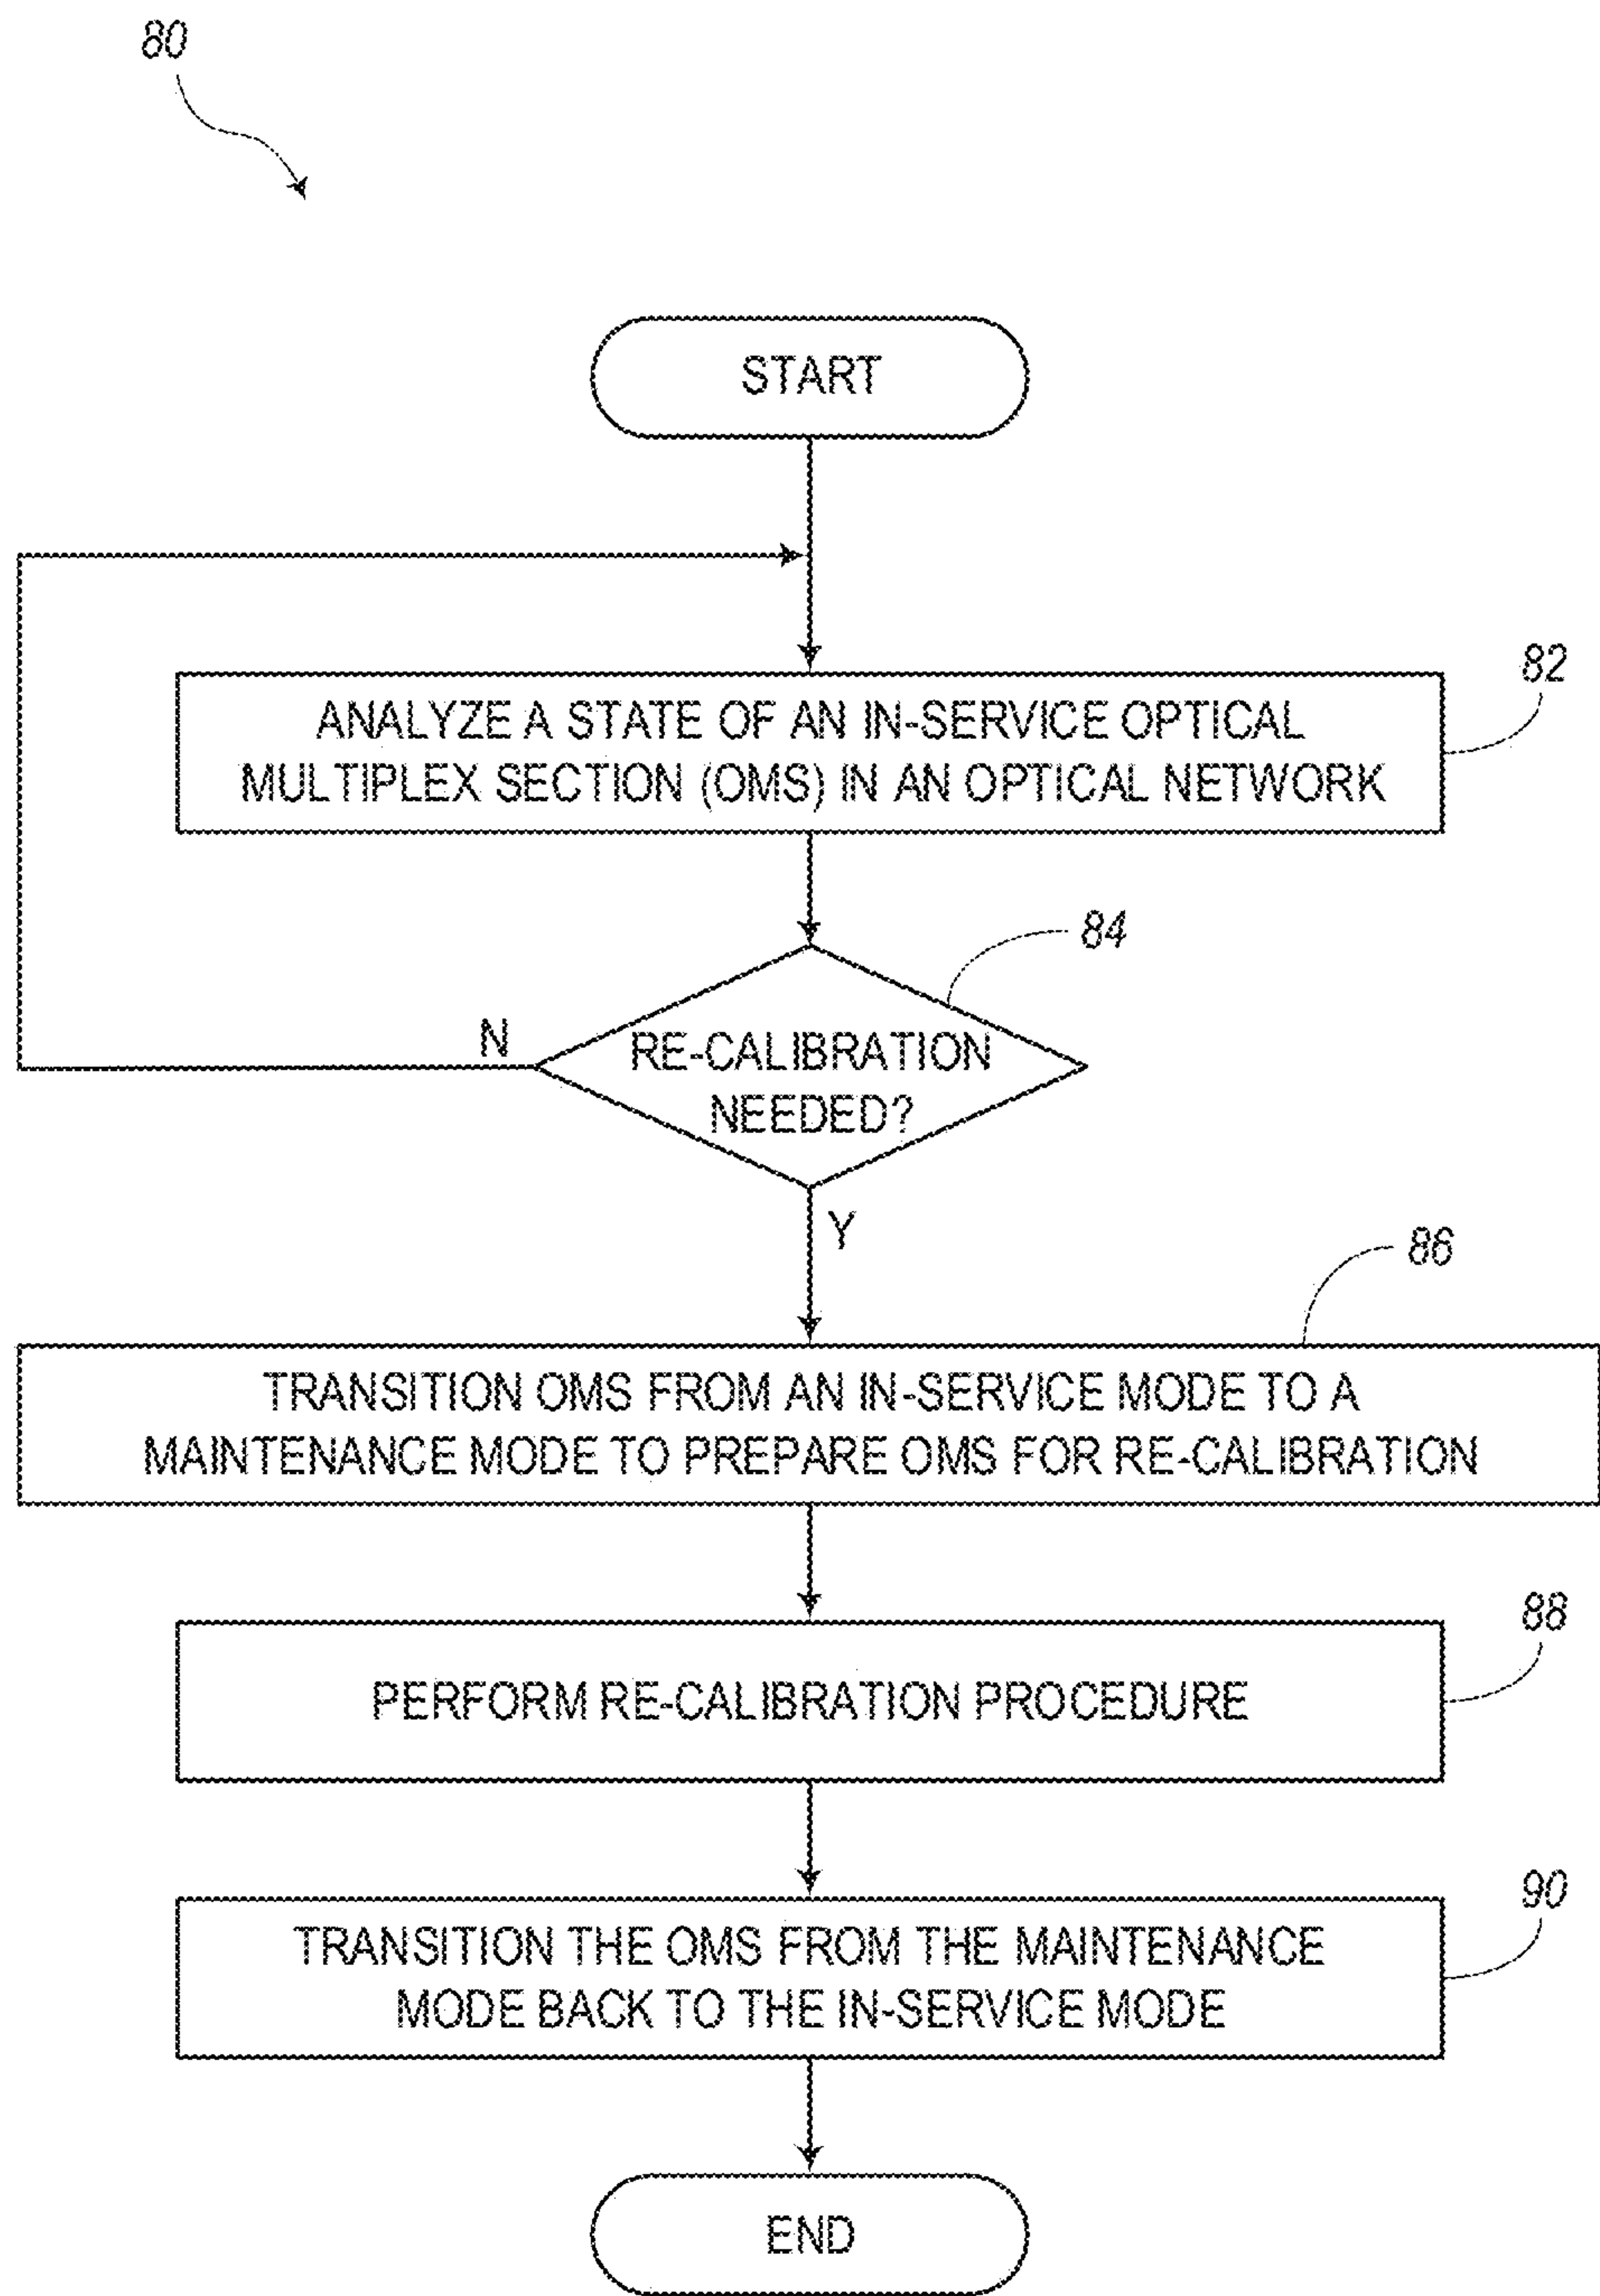 80
START
ANALYZE A STATE OF AN IN-SERVICE OPTICAL
MULTIPLEX SECTION (OMS) IN AN OPTICAL NETWORK
82
84
N
RE-CALIBRATION
NEEDED?
Y
86
TRANSITION OMS FROM AN IN-SERVICE MODE TO A
MAINTENANCE MODE TO PREPARE OMS FOR RE-CALIBRATION
88
PERFORM RE-CALIBRATION PROCEDURE
90
TRANSITION THE OMS FROM THE MAINTENANCE
MODE BACK TO THE IN-SERVICE MODE
END